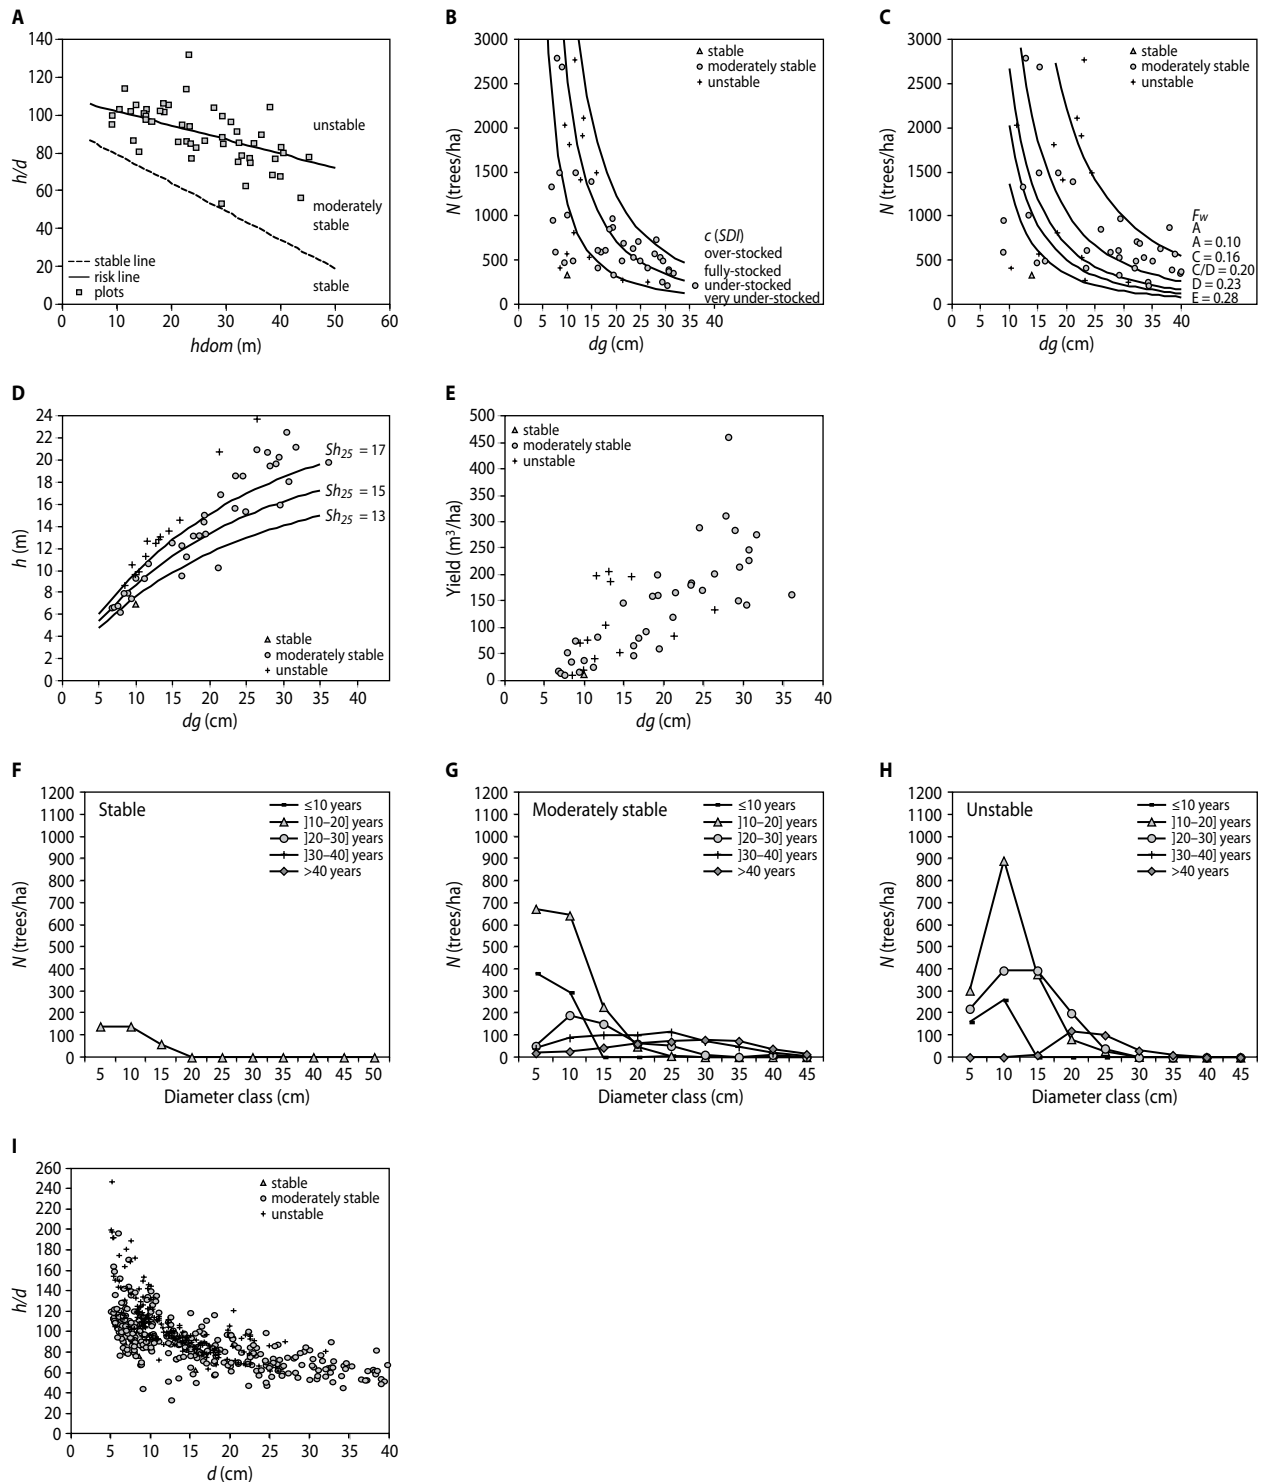 A
140
120
100
80
60
40
20
0
h/d
unstable
moderately
stable
stable
stable line
risk line
plots
0 10 20 30 40 50 60
hdom (m)
B
3000
2500
2000
1500
1000
500
0
N (trees/ha)
stable
moderately stable
unstable
c (SDI)
over-stocked
fully-stocked
under-stocked
very under-stocked
0 5 10 15 20 25 30 35 40
dg (cm)
C
3000
2500
2000
1500
1000
500
0
N (trees/ha)
stable
moderately stable
unstable
Fw
A
A = 0.10
C = 0.16
C/D = 0.20
D = 0.23
E = 0.28
0 5 10 15 20 25 30 35 40
dg (cm)
D
24
22
20
18
16
14
12
10
8
6
4
2
0
h (m)
Sh25 = 17
Sh25 = 15
Sh25 = 13
stable
moderately stable
unstable
0 5 10 15 20 25 30 35 40
dg (cm)
E
500
450
400
350
300
250
200
150
100
50
0
Yield (m³/ha)
stable
moderately stable
unstable
0 5 10 15 20 25 30 35 40
dg (cm)
F
1200
1100
1000
900
800
700
600
500
400
300
200
100
0
N (trees/ha)
Stable
≤10 years
]10–20] years
]20–30] years
]30–40] years
>40 years
5 10 15 20 25 30 35 40 45 50
Diameter class (cm)
G
1200
1100
1000
900
800
700
600
500
400
300
200
100
0
N (trees/ha)
Moderately stable
≤10 years
]10–20] years
]20–30] years
]30–40] years
>40 years
5 10 15 20 25 30 35 40 45
Diameter class (cm)
H
1200
1100
1000
900
800
700
600
500
400
300
200
100
0
N (trees/ha)
Unstable
≤10 years
]10–20] years
]20–30] years
]30–40] years
>40 years
5 10 15 20 25 30 35 40 45
Diameter class (cm)
I
260
240
220
200
180
160
140
120
100
80
60
40
20
0
h/d
stable
moderately stable
unstable
0 5 10 15 20 25 30 35 40
d (cm)